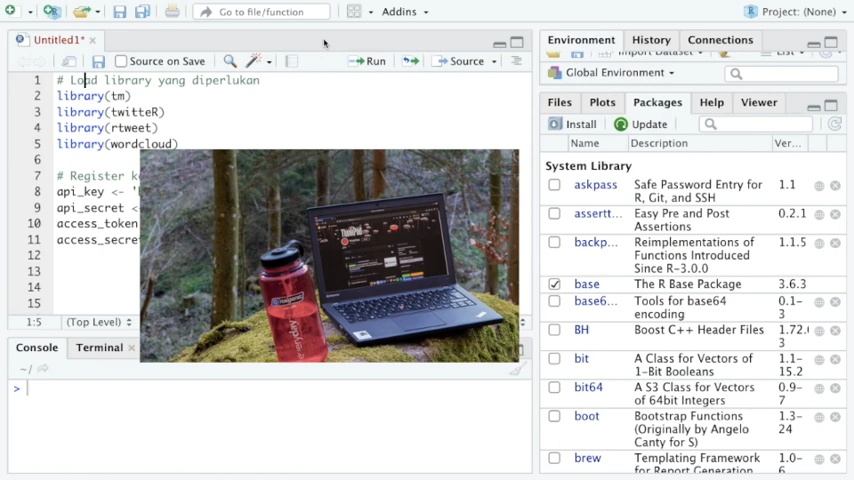 Go to file/function
Addins
Project: (None)
Untitled1*
Source on Save
Run
Source
1 # Load library yang diperlukan
2 library(tm)
3 library(twitteR)
4 library(rtweet)
5 library(wordcloud)
6
7 # Register
8 api_key <-
9 api_secret
10 access_token
11 access_secret
12
13
14
15
1:5 (Top Level)
Console Terminal
~/
>
Environment History Connections
Import Dataset
List
Global Environment
Files Plots Packages Help Viewer
Install Update
Name Description Ver...
System Library
askpass Safe Password Entry for R, Git, and SSH 1.1
assertt... Easy Pre and Post Assertions 0.2.1
backp... Reimplementations of Functions Introduced Since R-3.0.0 1.1.5
base The R Base Package 3.6.3
base6... Tools for base64 encoding 0.1-3
BH Boost C++ Header Files 1.72.0-3
bit A Class for Vectors of 1-Bit Booleans 1.1-15.2
bit64 A S3 Class for Vectors of 64bit Integers 0.9-7
boot Bootstrap Functions (Originally by Angelo Canty for S) 1.3-24
brew Templating Framework for Report Generation 1.0-6
ThinkPad
nalgene